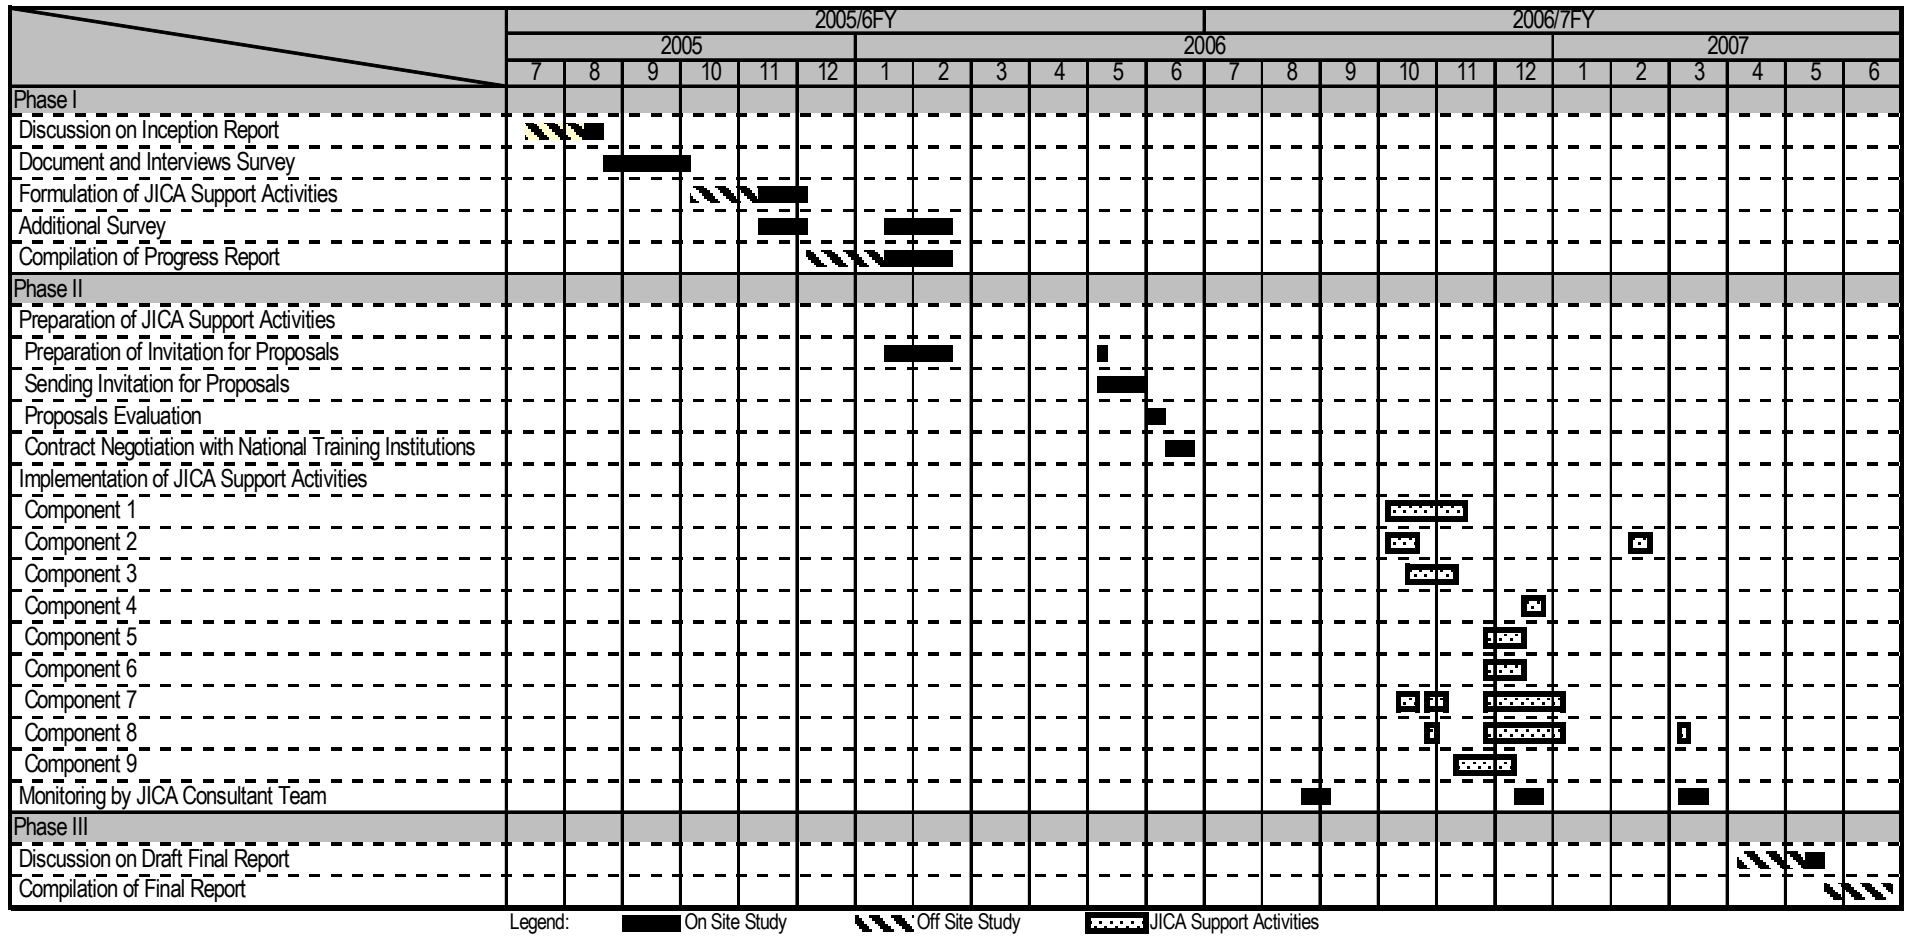 2005/6FY 2006/7FY
2005 2006 2007
7 8 9 10 11 12 1 2 3 4 5 6 7 8 9 10 11 12 1 2 3 4 5 6
Phase I
Discussion on Inception Report
Document and Interviews Survey
Formulation of JICA Support Activities
Additional Survey
Compilation of Progress Report
Phase II
Preparation of JICA Support Activities
Preparation of Invitation for Proposals
Sending Invitation for Proposals
Proposals Evaluation
Contract Negotiation with National Training Institutions
Implementation of JICA Support Activities
Component 1
Component 2
Component 3
Component 4
Component 5
Component 6
Component 7
Component 8
Component 9
Monitoring by JICA Consultant Team
Phase III
Discussion on Draft Final Report
Compilation of Final Report
Legend: On Site Study Off Site Study JICA Support Activities